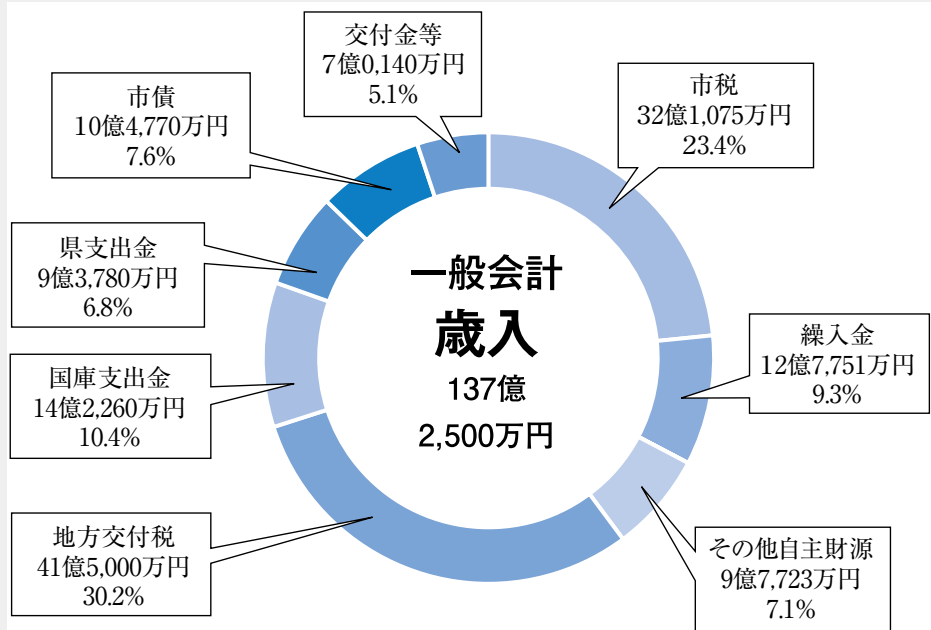 一般会計
歳入
137億
2,500万円
市税
32億1,075万円
23.4%
繰入金
12億7,751万円
9.3%
その他自主財源
9億7,723万円
7.1%
地方交付税
41億5,000万円
30.2%
国庫支出金
14億2,260万円
10.4%
県支出金
9億3,780万円
6.8%
市債
10億4,770万円
7.6%
交付金等
7億0,140万円
5.1%